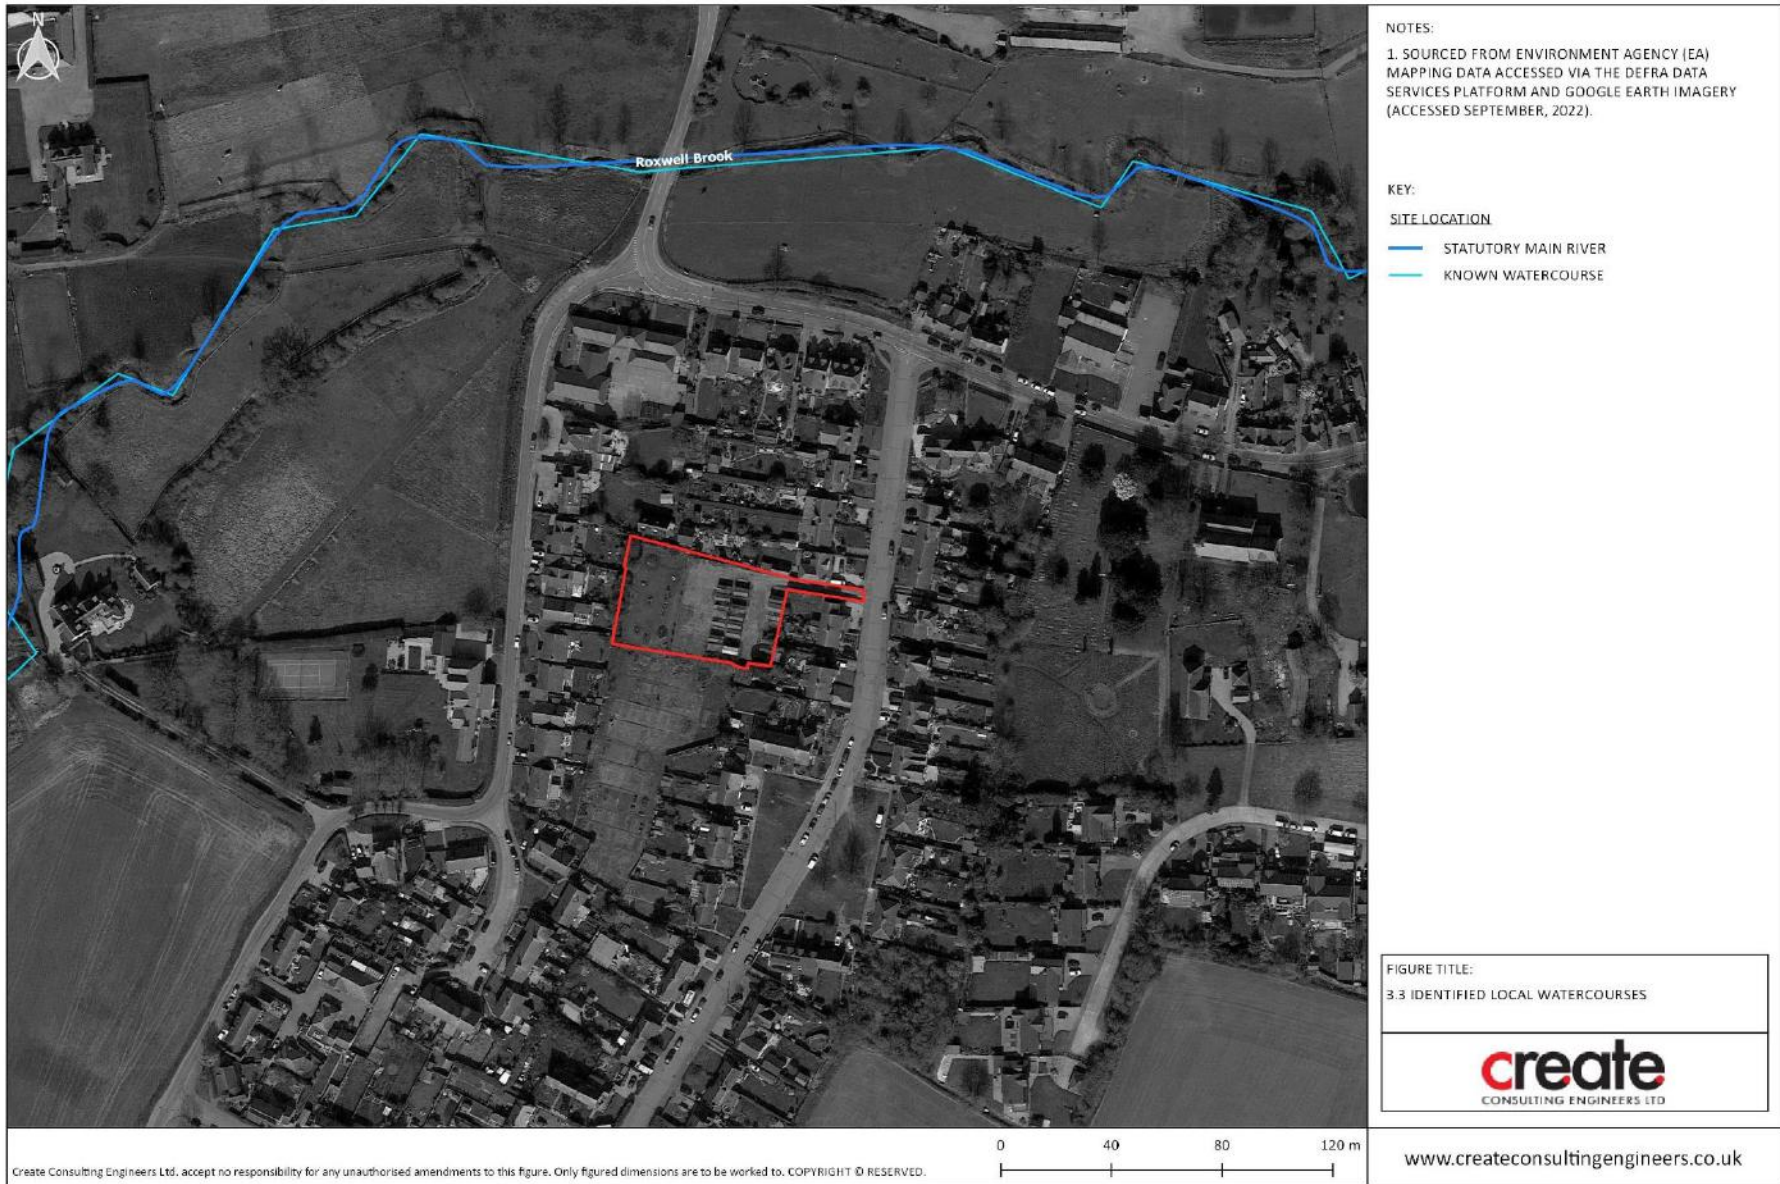 N
Roxwell Brook
NOTES:
1. SOURCED FROM ENVIRONMENT AGENCY (EA)
MAPPING DATA ACCESSED VIA THE DEFRA DATA
SERVICES PLATFORM AND GOOGLE EARTH IMAGERY
(ACCESSED SEPTEMBER, 2022).
KEY:
SITE LOCATION
STATUTORY MAIN RIVER
KNOWN WATERCOURSE
FIGURE TITLE:
3.3 IDENTIFIED LOCAL WATERCOURSES
create
CONSULTING ENGINEERS LTD
Create Consulting Engineers Ltd. accept no responsibility for any unauthorised amendments to this figure. Only figured dimensions are to be worked to. COPYRIGHT © RESERVED.
0 40 80 120 m
www.createconsultingengineers.co.uk